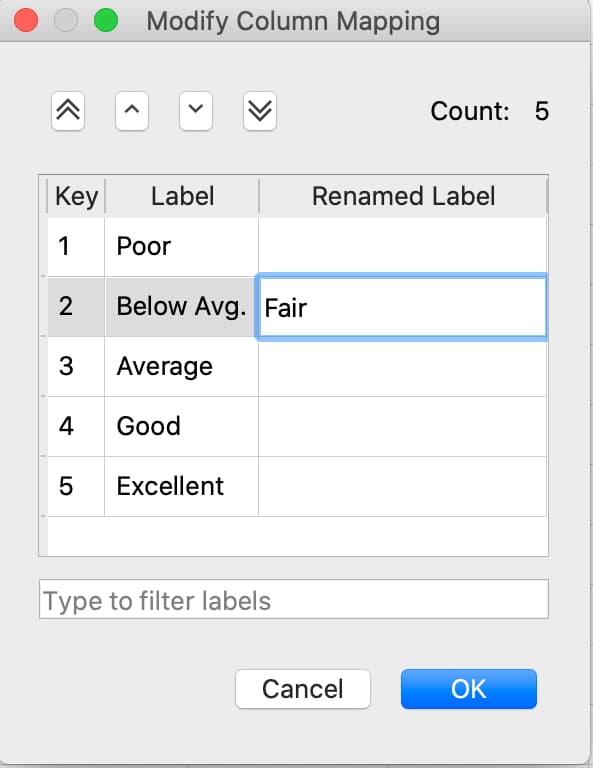 Modify Column Mapping
Count: 5
Key Label Renamed Label
1 Poor
2 Below Avg. Fair
3 Average
4 Good
5 Excellent
Type to filter labels
Cancel OK